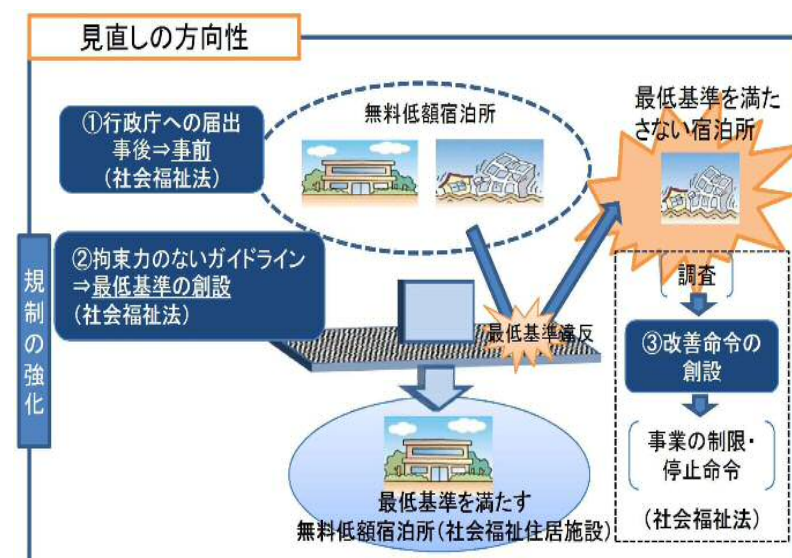 見直しの方向性
①行政庁への届出
事後⇒事前
(社会福祉法)
無料低額宿泊所
最低基準を満た
さない宿泊所
規制の強化
②拘束力のないガイドライン
⇒最低基準の創設
(社会福祉法)
最低基準違反
調査
③改善命令の
創設
事業の制限・
停止命令
(社会福祉法)
最低基準を満たす
無料低額宿泊所(社会福祉住居施設)